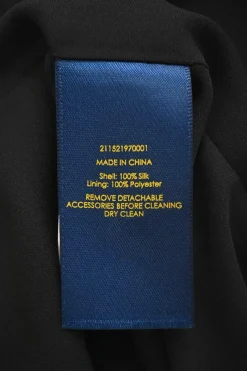 211521970001
MADE IN CHINA
Shell: 100% Silk
Lining: 100% Polyester
REMOVE DETACHABLE
ACCESSORIES BEFORE CLEANING
DRY CLEAN